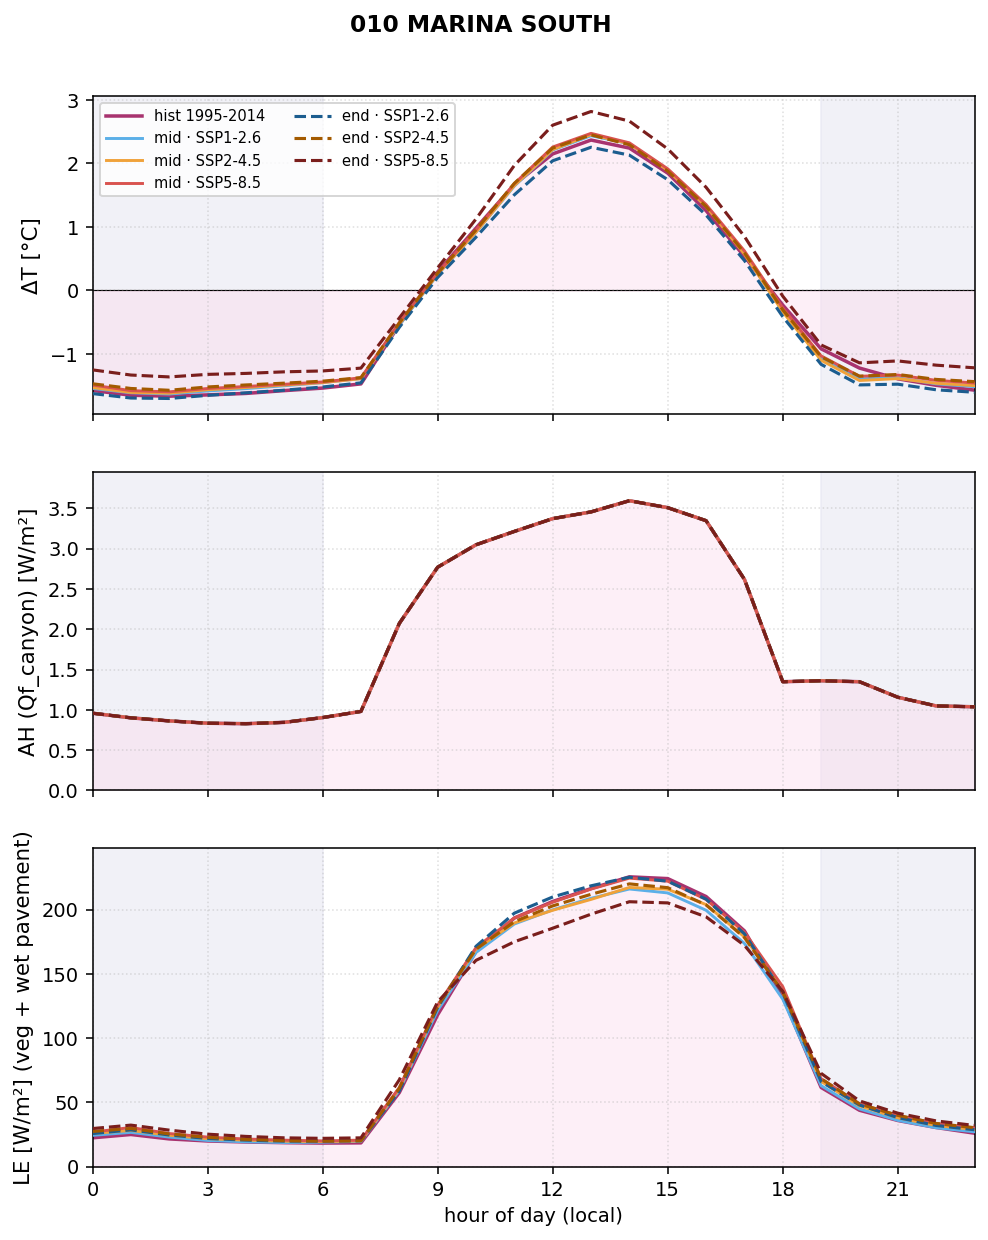 010 MARINA SOUTH
hist 1995-2014
mid · SSP1-2.6
mid · SSP2-4.5
mid · SSP5-8.5
end · SSP1-2.6
end · SSP2-4.5
end · SSP5-8.5
ΔT [°C]
3
2
1
0
−1
AH (Qf_canyon) [W/m²]
3.5
3.0
2.5
2.0
1.5
1.0
0.5
0.0
LE [W/m²] (veg + wet pavement)
200
150
100
50
0
0 3 6 9 12 15 18 21
hour of day (local)